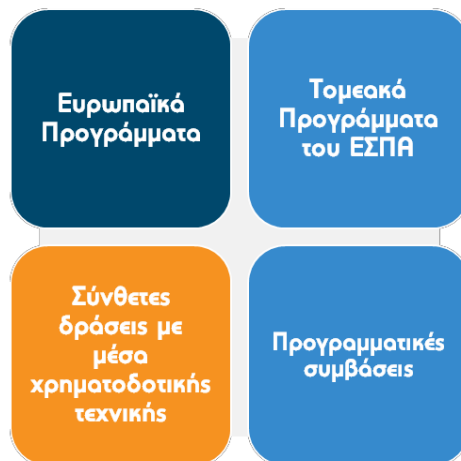 Ευρωπαϊκά
Προγράμματα
Τομεακά
Προγράμματα
του ΕΣΠΑ
Σύνθετες
δράσεις με
μέσα
χρηματοδοτικής
τεχνικής
Προγραμματικές
συμβάσεις